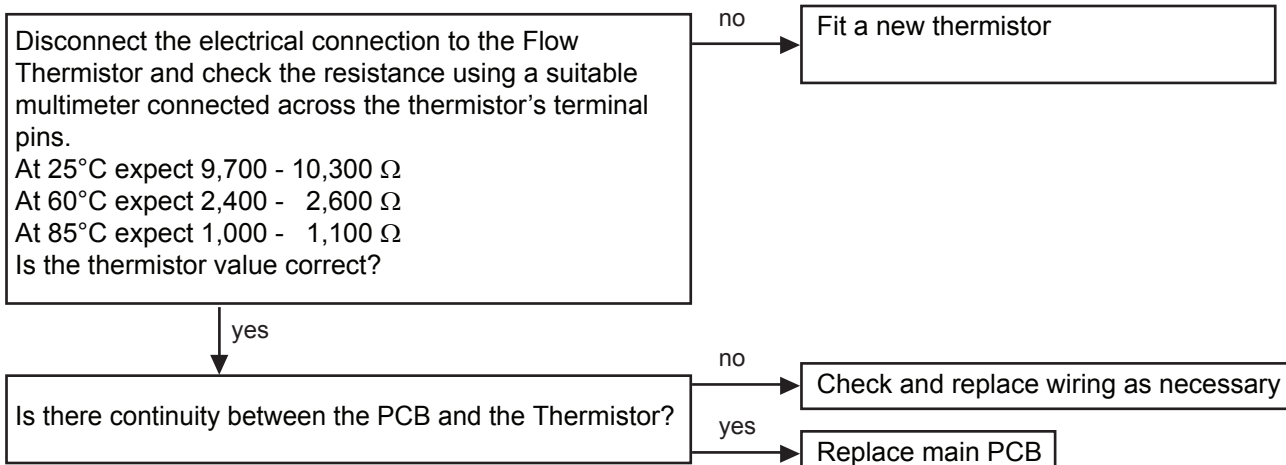 Disconnect the electrical connection to the Flow
Thermistor and check the resistance using a suitable
multimeter connected across the thermistor's terminal
pins.
At 25°C expect 9,700 - 10,300 Ω
At 60°C expect 2,400 - 2,600 Ω
At 85°C expect 1,000 - 1,100 Ω
Is the thermistor value correct?
no
Fit a new thermistor
yes
Is there continuity between the PCB and the Thermistor?
no
Check and replace wiring as necessary
yes
Replace main PCB